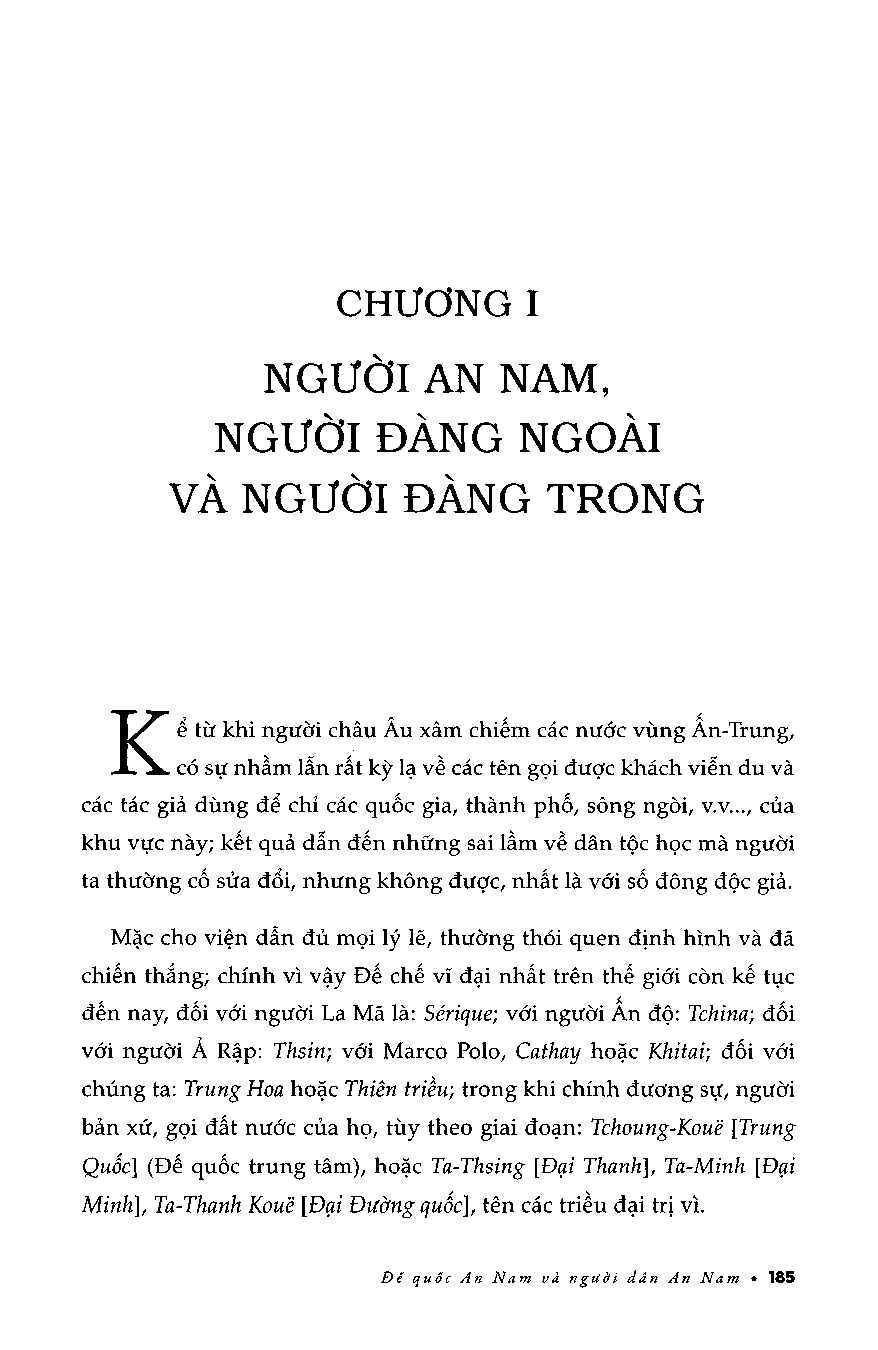 CHƯƠNG I
NGƯỜI AN NAM,
NGƯỜI ĐÀNG NGOÀI
VÀ NGƯỜI ĐÀNG TRONG
Kể từ khi người châu Âu xâm chiếm các nước vùng Ấn-Trung,
có sự nhầm lẫn rất kỳ lạ về các tên gọi được khách viễn du và
các tác giả dùng để chỉ các quốc gia, thành phố, sông ngòi, v.v..., của
khu vực này; kết quả dẫn đến những sai lầm về dân tộc học mà người
ta thường cố sửa đổi, nhưng không được, nhất là với số đông độc giả.
Mặc cho viện dẫn đủ mọi lý lẽ, thường thói quen định hình và đã
chiến thắng; chính vì vậy Đế chế vĩ đại nhất trên thế giới còn kế tục
đến nay, đối với người La Mã là: Sérique; với người Ấn độ: Tchina; đối
với người Ả Rập: Thsin; với Marco Polo, Cathay hoặc Khitai; đối với
chúng ta: Trung Hoa hoặc Thiên triều; trong khi chính đương sự, người
bản xứ, gọi đất nước của họ, tùy theo giai đoạn: Tchoung-Kouë [Trung
Quốc] (Đế quốc trung tâm), hoặc Ta-Thsing [Đại Thanh], Ta-Minh [Đại
Minh], Ta-Thanh Kouë [Đại Đường quốc], tên các triều đại trị vì.
Đế quốc An Nam và người dân An Nam • 185